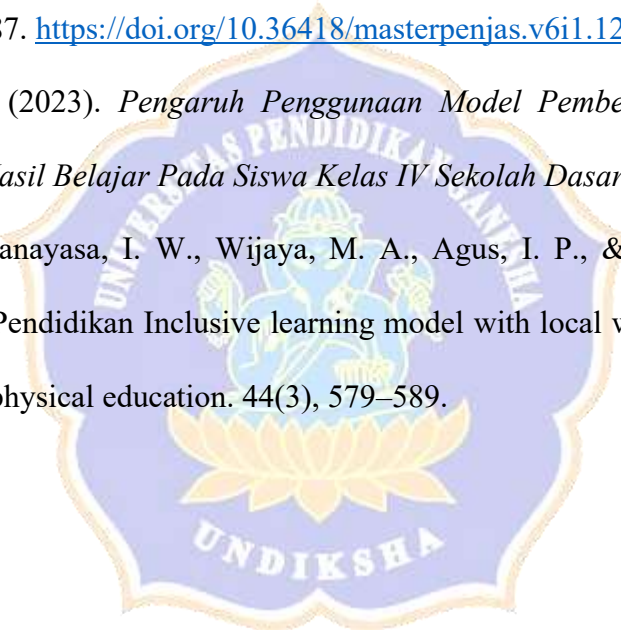 87. https://doi.org/10.36418/masterpenjas.v6i1.12
(2023). Pengaruh Penggunaan Model Pembe
Hasil Belajar Pada Siswa Kelas IV Sekolah Dasar
anayasa, I. W., Wijaya, M. A., Agus, I. P., &
Pendidikan Inclusive learning model with local w
physical education. 44(3), 579–589.
UNIVERSITAS PENDIDIKAN GANESHA
UNDIKSHA